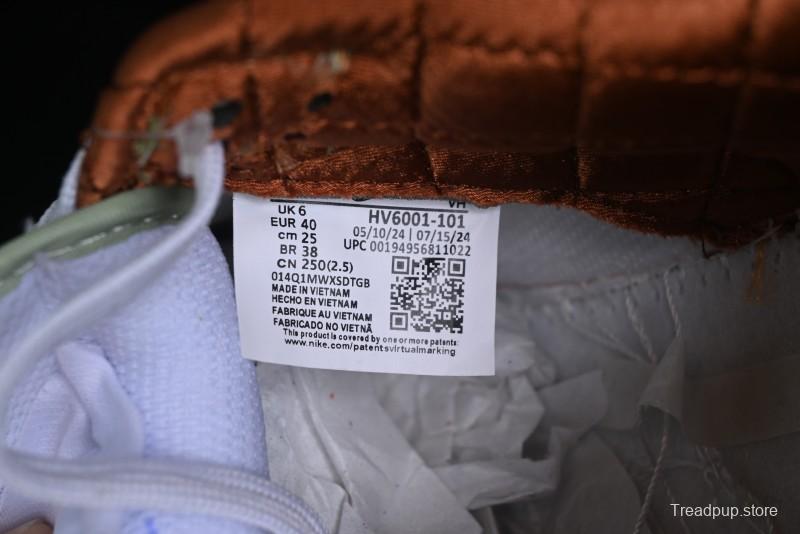 VH
UK 6
EUR 40
cm 25
BR 38
CN 250(2.5)
HV6001-101
05/10/24 | 07/15/24
UPC 00194956811022
014Q1MWXSDTGB
MADE IN VIETNAM
HECHO EN VIETNAM
FABRIQUE AU VIETNAM
FABRICADO NO VIETNÃ
This product is covered by one or more patents:
www.nike.com/patentsvirtualmarking
Treadpup.store